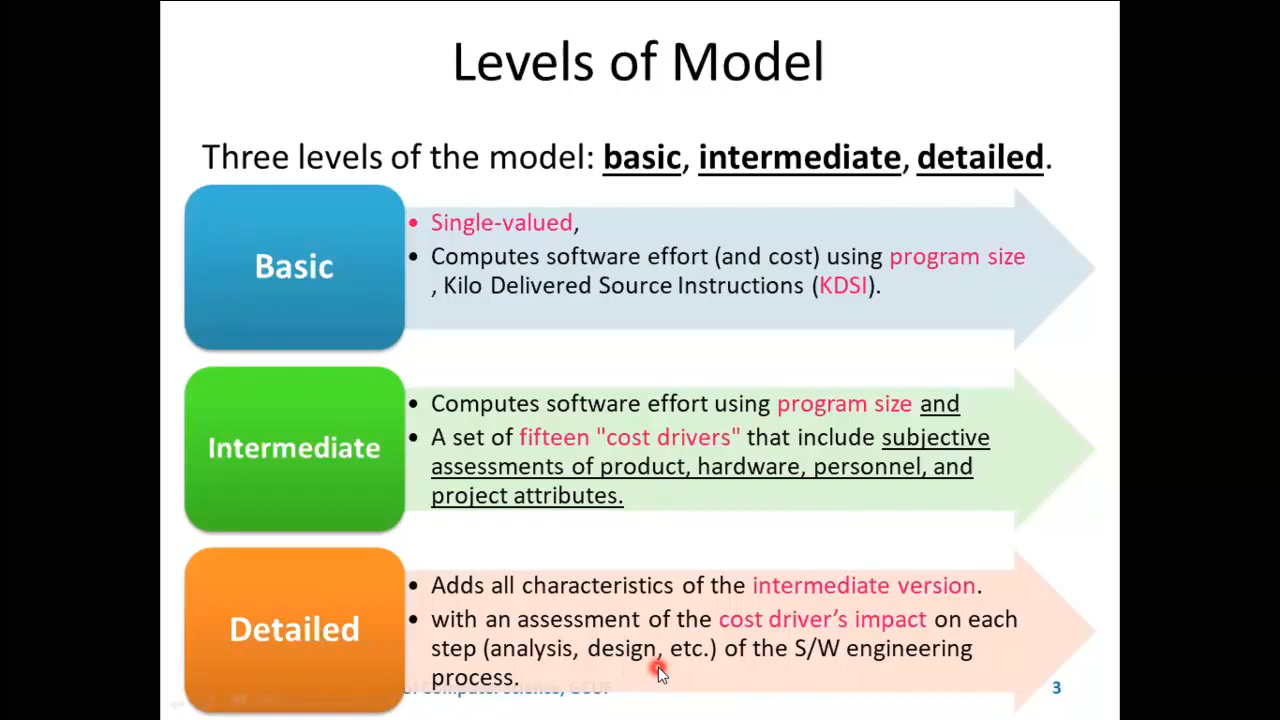 Levels of Model
Three levels of the model: basic, intermediate, detailed.
Basic
• Single-valued,
• Computes software effort (and cost) using program size
, Kilo Delivered Source Instructions (KDSI).
Intermediate
• Computes software effort using program size and
• A set of fifteen "cost drivers" that include subjective
assessments of product, hardware, personnel, and
project attributes.
Detailed
• Adds all characteristics of the intermediate version.
• with an assessment of the cost driver’s impact on each
step (analysis, design, etc.) of the S/W engineering
process.
Computer Science, GCUF
3